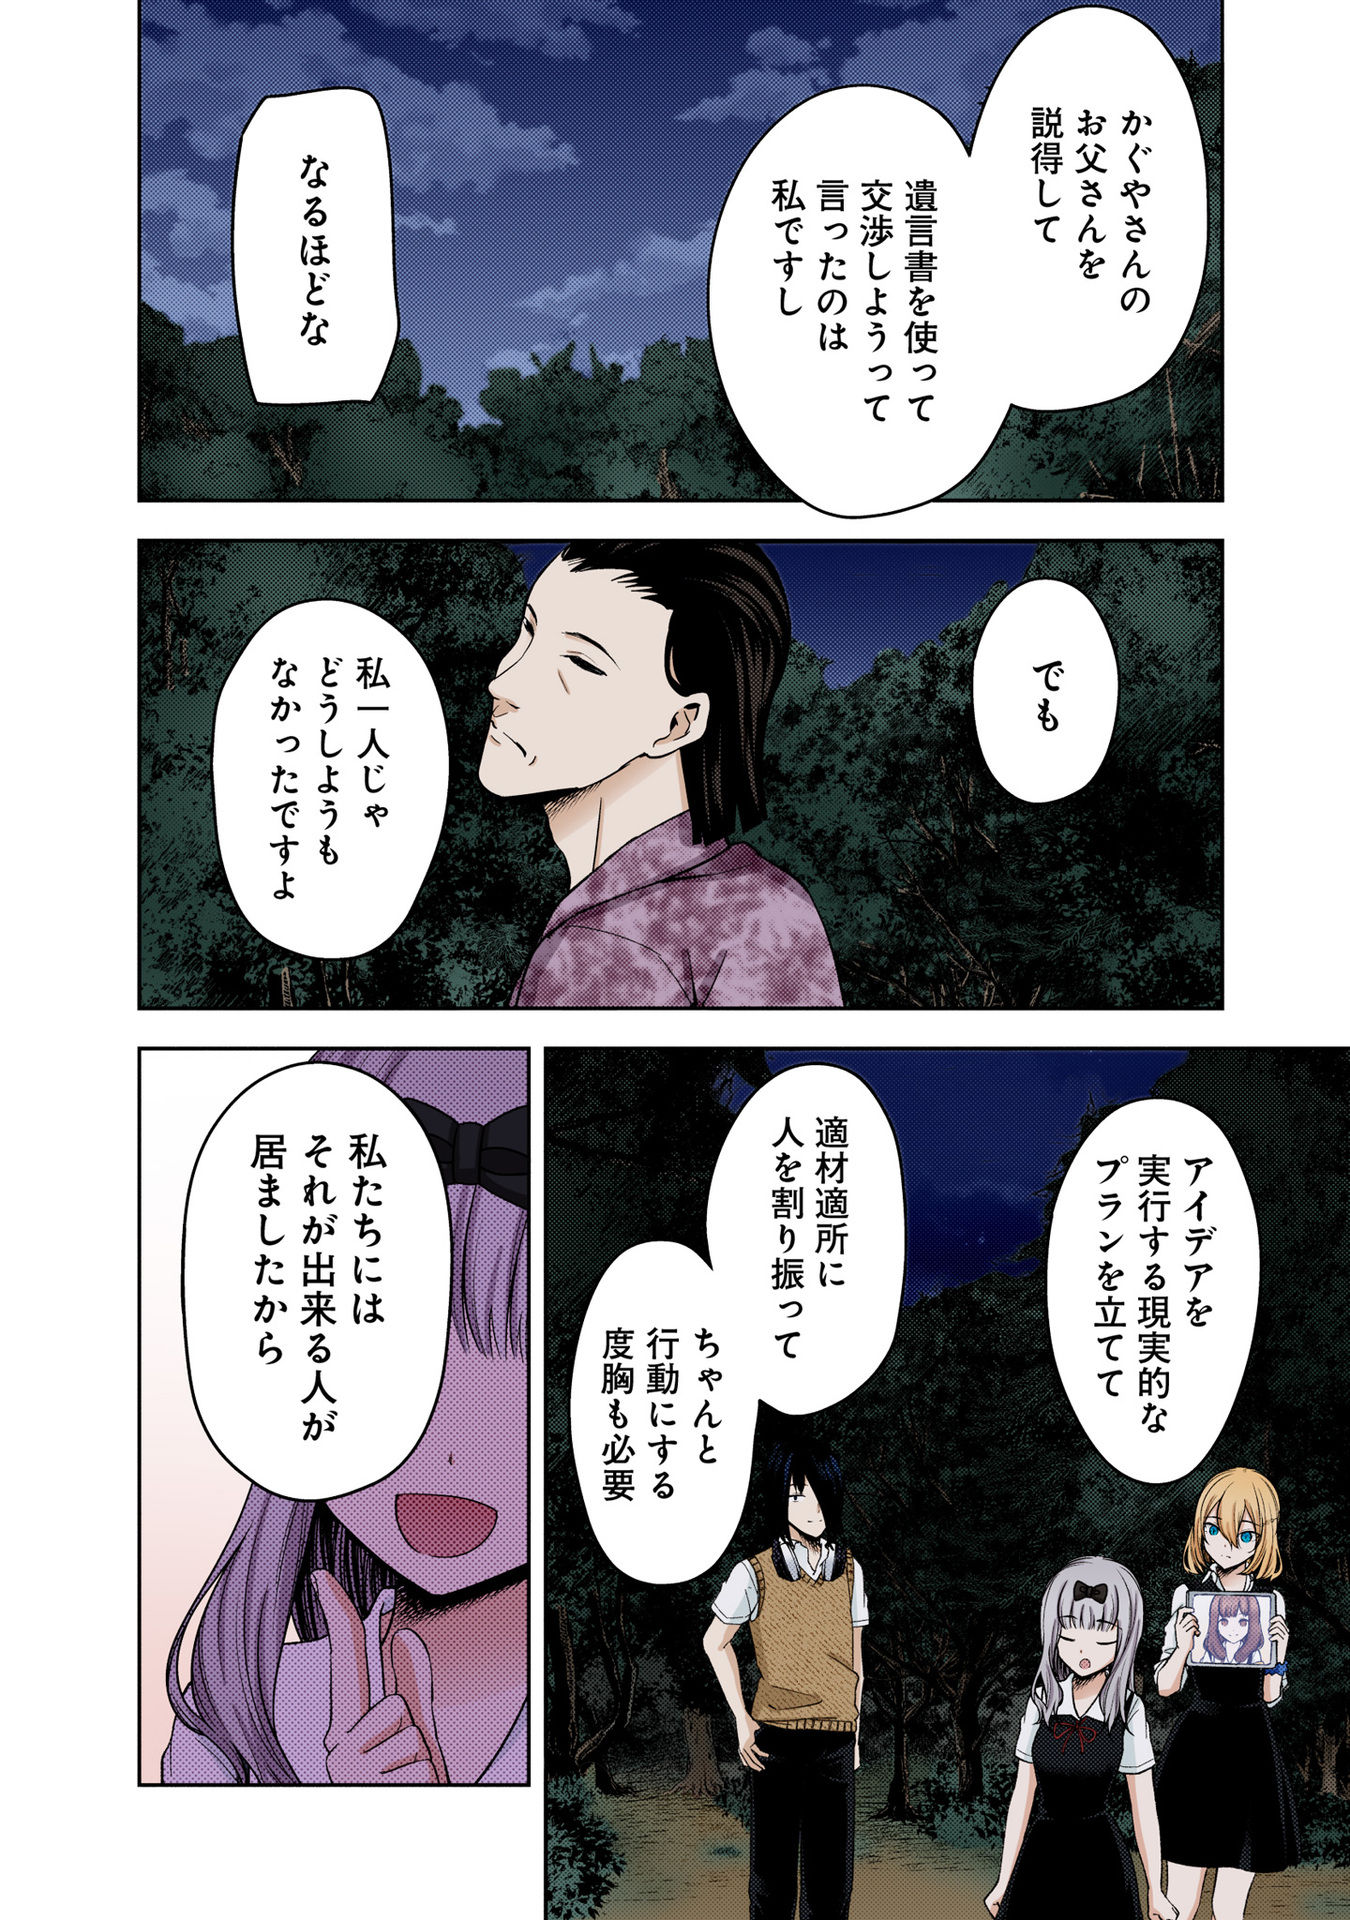 かぐやさんの
お父さんを
説得して
遺言書を使って
交渉しようって
言ったのは
私ですし
なるほどな
でも
私一人じゃ
どうしようも
なかったですよ
アイデアを
実行する現実的な
プランを立てて
適材適所に
人を割り振って
ちゃんと
行動にする
度胸も必要
私たちには
それが出来る人が
居ましたから